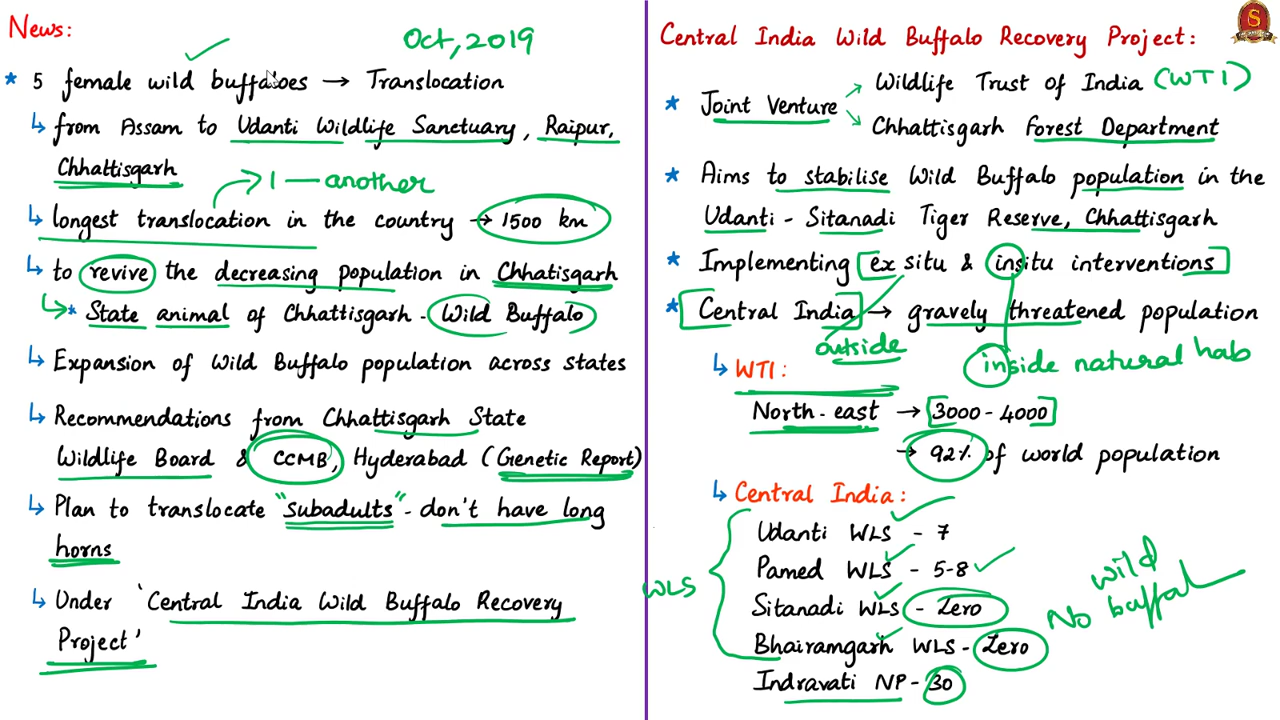 News:
Oct, 2019
* 5 female wild buffaloes → Translocation
↳ from Assam to Udanti Wildlife Sanctuary, Raipur,
Chhattisgarh
1 — another
↳ longest translocation in the country → 1500 km
↳ to revive the decreasing population in Chhatisgarh
↳ * State animal of Chhattisgarh - Wild Buffalo
↳ Expansion of Wild Buffalo population across states
↳ Recommendations from Chhattisgarh State
Wildlife Board & CCMB, Hyderabad (Genetic Report)
↳ Plan to translocate "subadults" - don't have long
horns
↳ Under 'Central India Wild Buffalo Recovery
Project'
Central India Wild Buffalo Recovery Project:
S
* Joint Venture → Wildlife Trust of India (WTI)
→ Chhattisgarh Forest Department
* Aims to stabilise Wild Buffalo population in the
Udanti - Sitanadi Tiger Reserve, Chhattisgarh
* Implementing [ex situ & insitu interventions]
* [Central India] → gravely threatened population
outside
inside natural hab
↳ WTI:
North-east → [3000 - 4000]
→ 92% of world population
↳ Central India:
WLS
Udanti WLS - 7
Pamed WLS - 5-8
Sitanadi WLS - Zero
Bhairamgarh WLS - Zero
Indravati NP - 30
No wild buffal